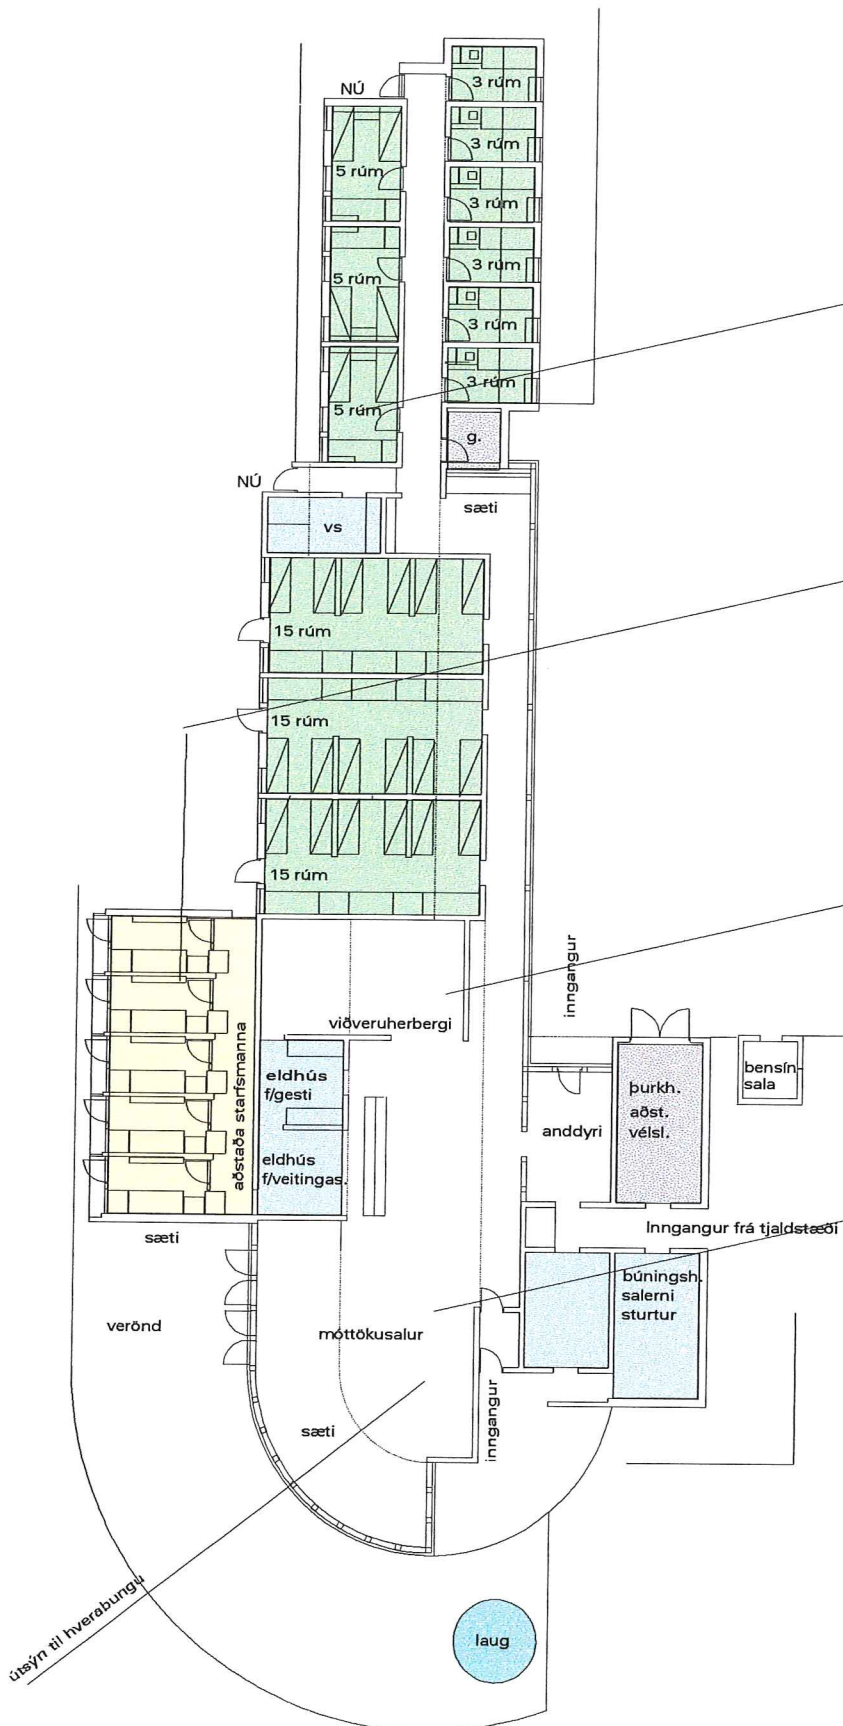 3 rúm
NÚ
3 rúm
5 rúm
3 rúm
3 rúm
5 rúm
3 rúm
3 rúm
5 rúm
g.
NÚ
sæti
vs
15 rúm
15 rúm
15 rúm
inngangur
viðveruherbergi
aðstaða starfsmanna
eldhús
f/gesti
eldhús
f/veitingas.
anddyri
þurkh.
aðst.
vélsl.
bensín
sala
Inngangur frá tjaldstæði
sæti
verönd
móttökusalur
búningsh.
salerni
sturtur
sæti
inngangur
útsýn til hverabungu
laug